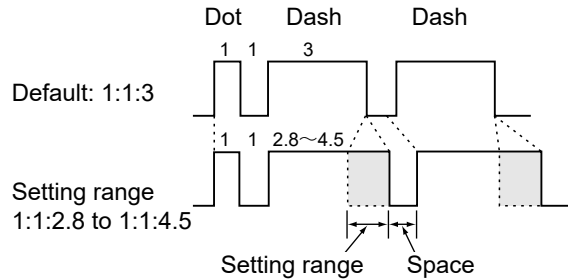 Dot Dash Dash
1 1 3
Default: 1:1:3
1 1 2.8～4.5
Setting range
1:1:2.8 to 1:1:4.5
Setting range Space